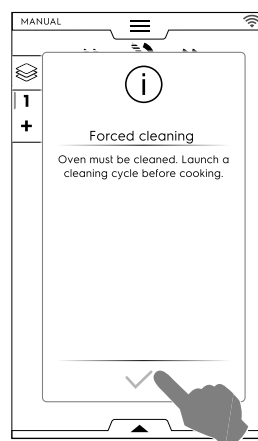 MANUAL
1
+
Forced cleaning
Oven must be cleaned. Launch a
cleaning cycle before cooking.